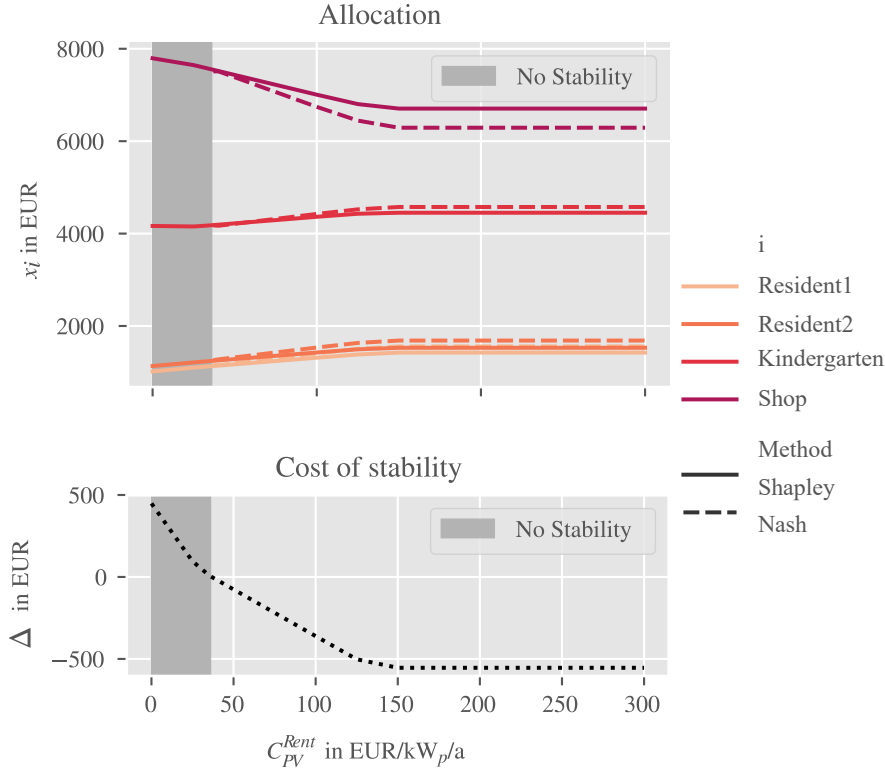 Allocation
8000
6000
4000
2000
x_i in EUR
No Stability
i
Resident1
Resident2
Kindergarten
Shop
Method
Shapley
Nash
Cost of stability
500
0
−500
Δ in EUR
No Stability
0 50 100 150 200 250 300
C_{PV}^{Rent} in EUR/kW_p/a